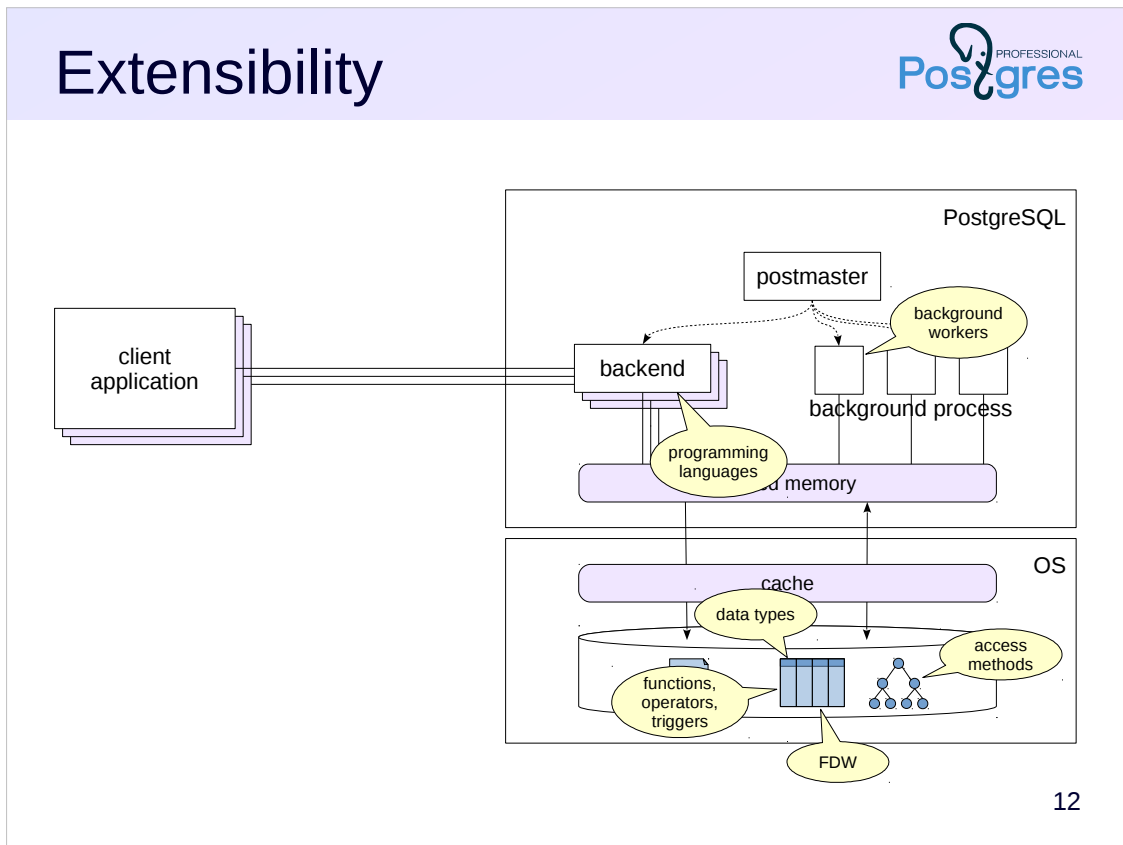 Extensibility
PROFESSIONAL
Postgres
PostgreSQL
postmaster
background
workers
client
application
backend
background process
programming
languages
memory
OS
cache
data types
access
methods
functions,
operators,
triggers
FDW
12